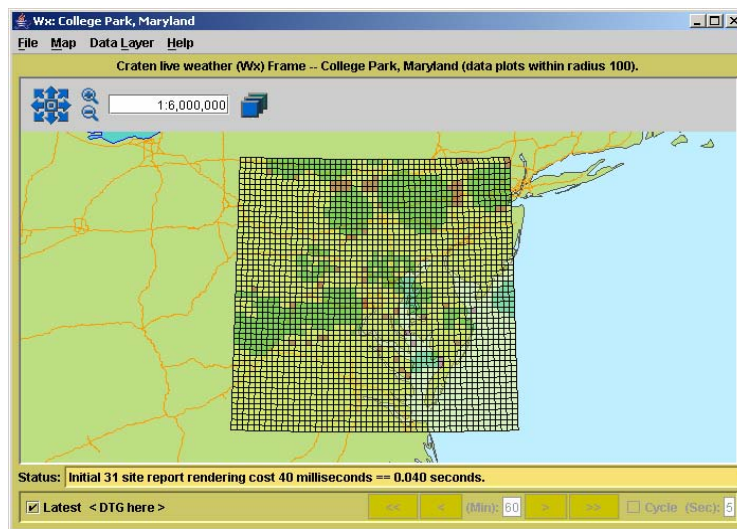 Wx: College Park, Maryland
File Map Data Layer Help
Craten live weather (Wx) Frame -- College Park, Maryland (data plots within radius 100).
1:6,000,000
Status: Initial 31 site report rendering cost 40 milliseconds == 0.040 seconds.
Latest < DTG here > << < (Min): 60 > >> Cycle (Sec): 5